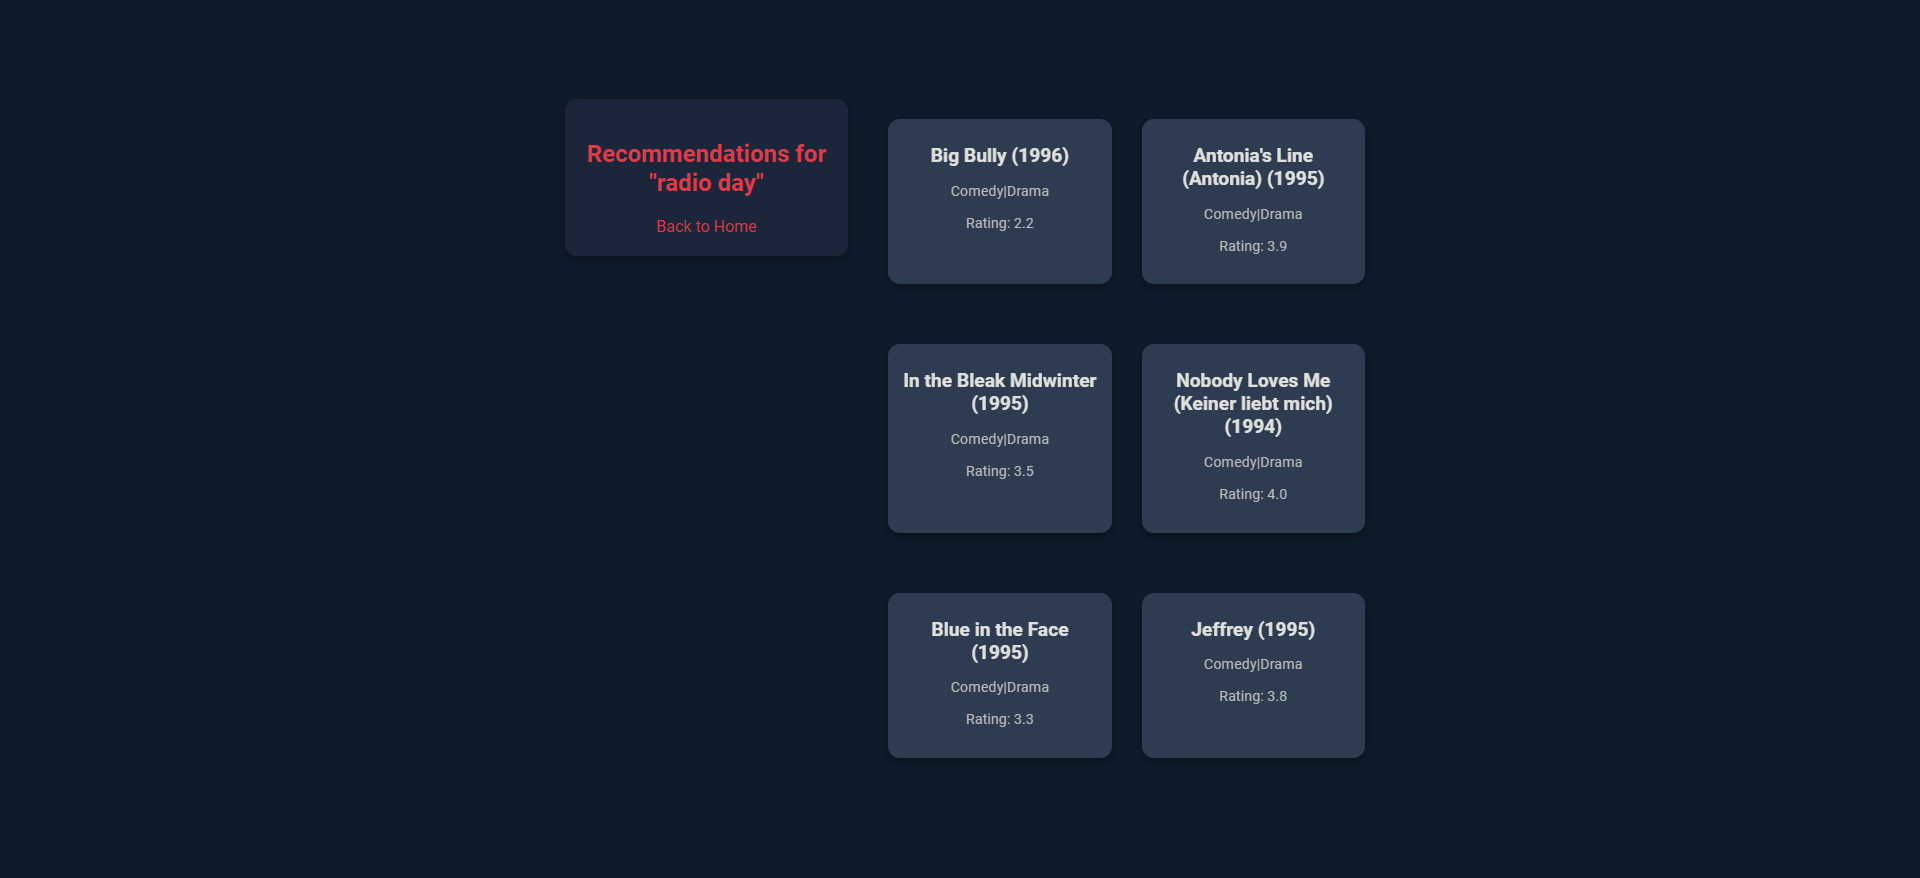 Recommendations for
"radio day"
Back to Home
Big Bully (1996)
Comedy|Drama
Rating: 2.2
Antonia's Line
(Antonia) (1995)
Comedy|Drama
Rating: 3.9
In the Bleak Midwinter
(1995)
Comedy|Drama
Rating: 3.5
Nobody Loves Me
(Keiner liebt mich)
(1994)
Comedy|Drama
Rating: 4.0
Blue in the Face
(1995)
Comedy|Drama
Rating: 3.3
Jeffrey (1995)
Comedy|Drama
Rating: 3.8